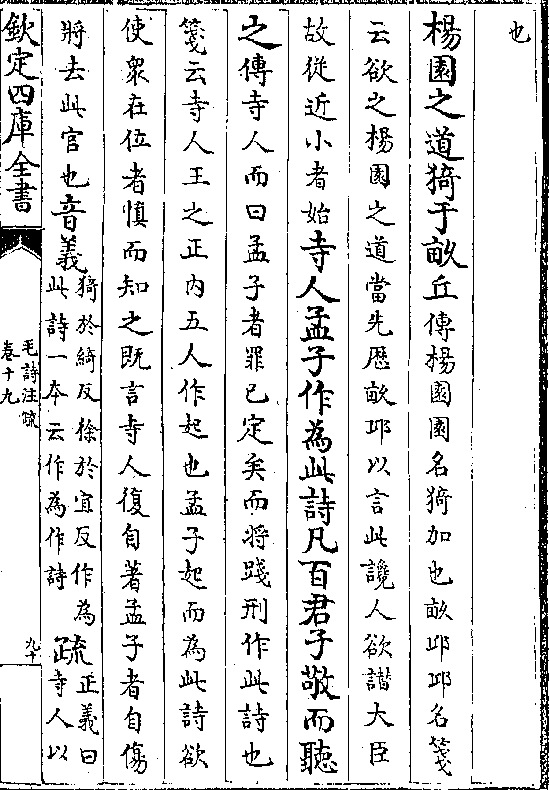 也
楊園之道猗于畝丘傳楊園園名猗加也畝邱邱名箋
云欲之楊園之道當先歷畝邱以言此讒人欲譖大臣
故從近小者始寺人孟子作為此詩凡百君子敬而聽
之傳寺人而曰孟子者罪已定矣而將踐刑作此詩也
箋云寺人王之正内五人作起也孟子起而為此詩欲
使衆在位者慎而知之既言寺人復自著孟子者自傷
將去此官也音義猗於綺反徐於宜反作為此詩一本云作為作詩疏正義曰寺人以
欽定四庫全書
毛詩注疏
卷十九
九十